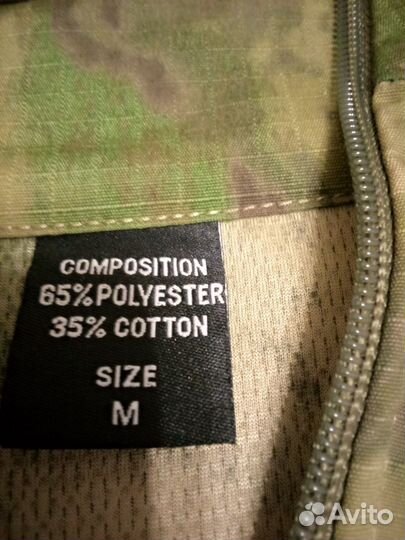 COMPOSITION
65% POLYESTER
35% COTTON
SIZE
M
Avito